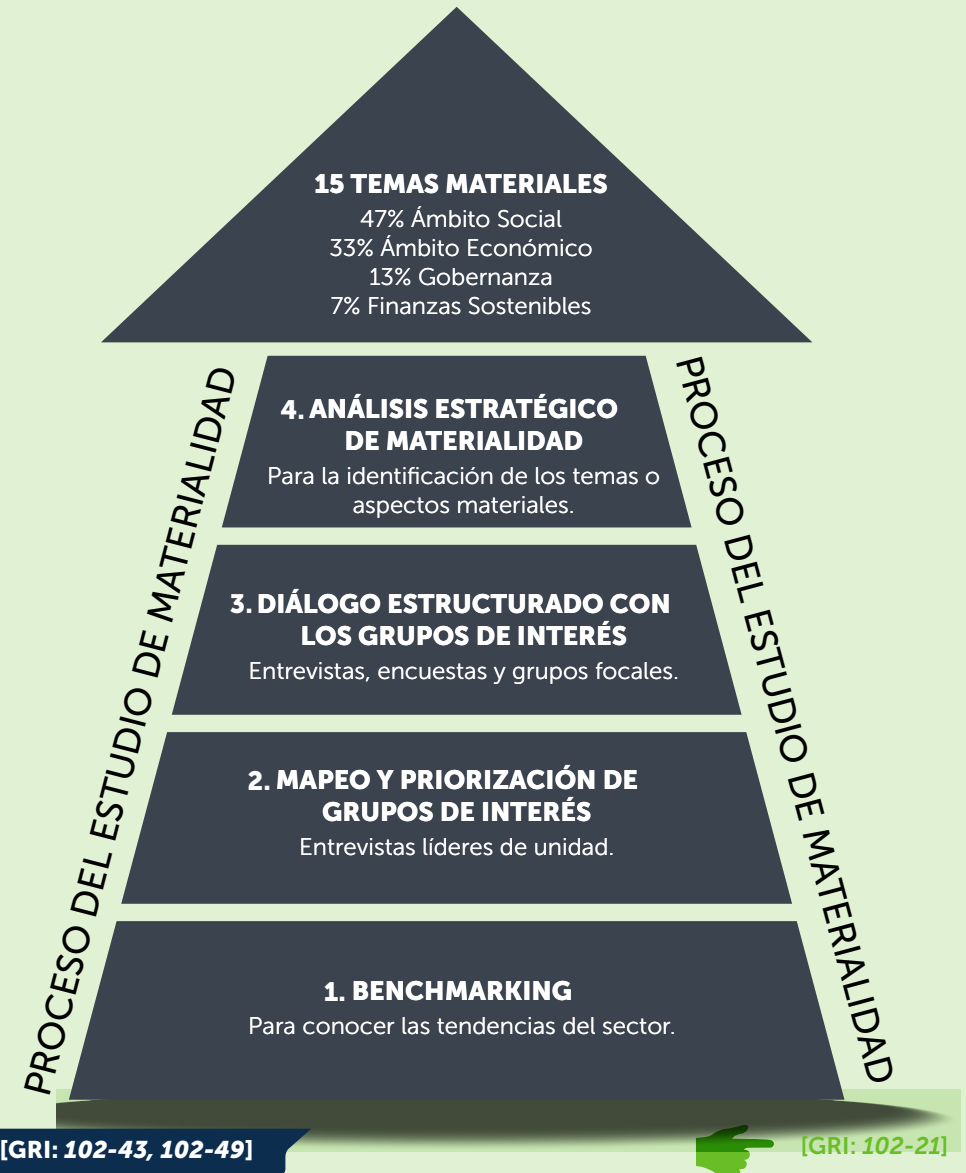 15 TEMAS MATERIALES
47% Ámbito Social
33% Ámbito Económico
13% Gobernanza
7% Finanzas Sostenibles
PROCESO DEL ESTUDIO DE MATERIALIDAD
PROCESO DEL ESTUDIO DE MATERIALIDAD
4. ANÁLISIS ESTRATÉGICO
DE MATERIALIDAD
Para la identificación de los temas o
aspectos materiales.
3. DIÁLOGO ESTRUCTURADO CON
LOS GRUPOS DE INTERÉS
Entrevistas, encuestas y grupos focales.
2. MAPEO Y PRIORIZACIÓN DE
GRUPOS DE INTERÉS
Entrevistas líderes de unidad.
1. BENCHMARKING
Para conocer las tendencias del sector.
[GRI: 102-43, 102-49]
[GRI: 102-21]